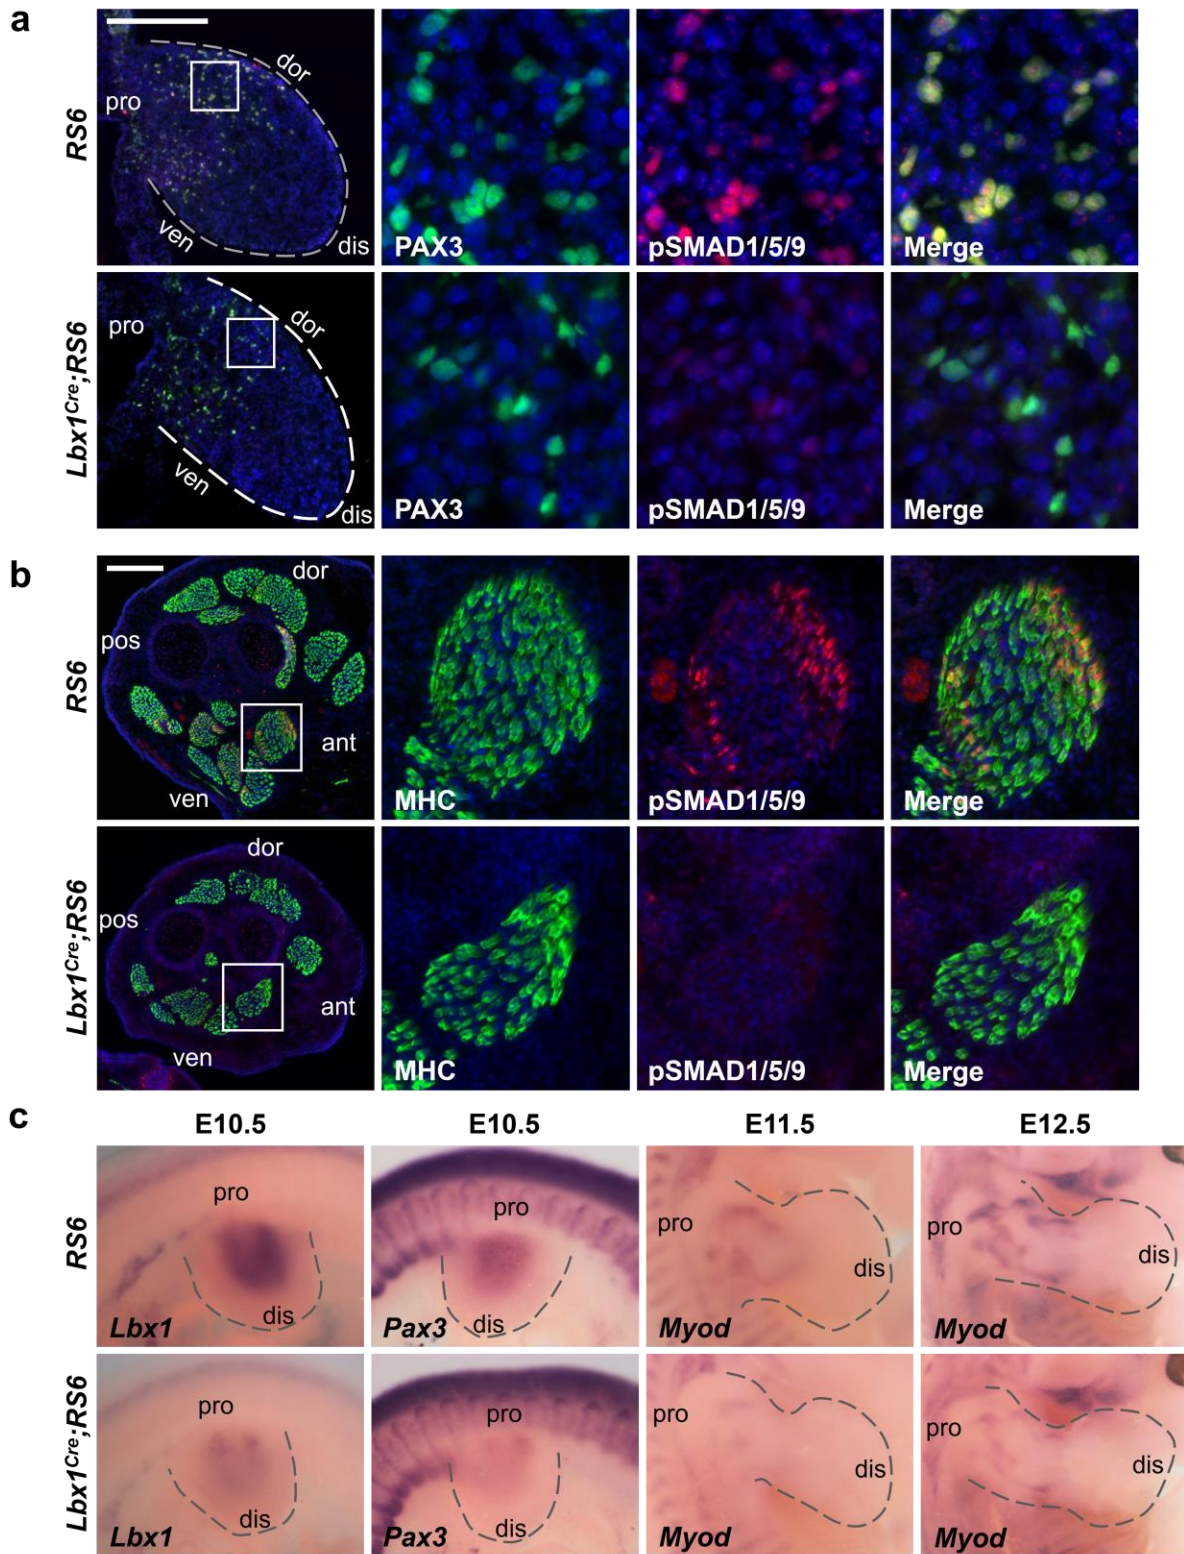 a
RS6
pro
dor
ven
dis
PAX3
pSMAD1/5/9
Merge
Lbx1Cre;RS6
pro
dor
ven
dis
PAX3
pSMAD1/5/9
Merge
b
RS6
dor
pos
ant
ven
MHC
pSMAD1/5/9
Merge
Lbx1Cre;RS6
dor
pos
ant
ven
MHC
pSMAD1/5/9
Merge
c
E10.5 E10.5 E11.5 E12.5
RS6
pro
dis
Lbx1
pro
dis
Pax3
pro
dis
Myod
pro
dis
Myod
Lbx1Cre;RS6
pro
dis
Lbx1
pro
dis
Pax3
pro
dis
Myod
pro
dis
Myod